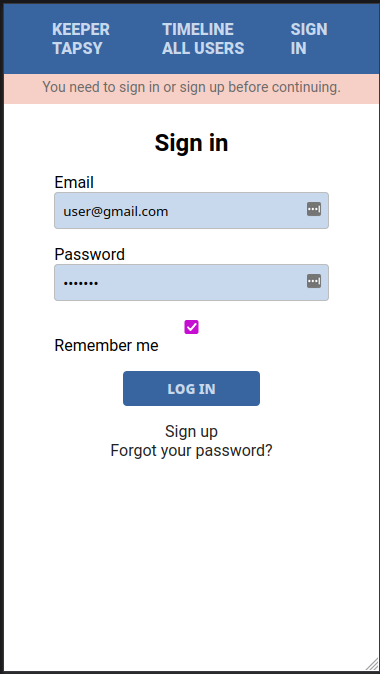 KEEPER TIMELINE SIGN
TAPSY ALL USERS IN
You need to sign in or sign up before continuing.
Sign in
Email
user@gmail.com
Password
•••••••
Remember me
LOG IN
Sign up
Forgot your password?